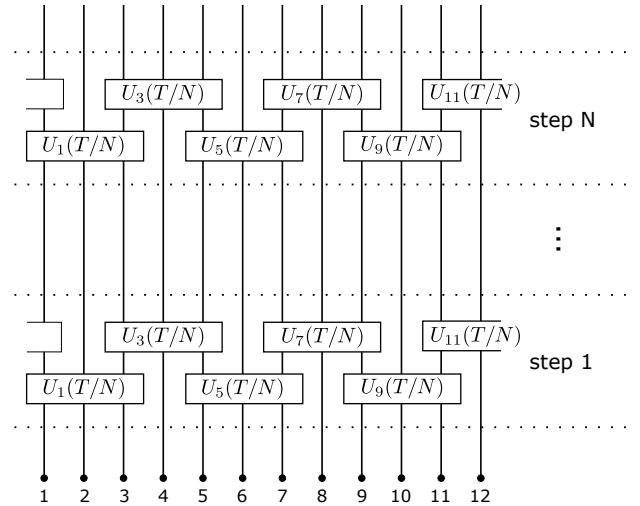 U₃(T/N) U₇(T/N) U₁₁(T/N)
step N
U₁(T/N) U₅(T/N) U₉(T/N)
⋮
U₃(T/N) U₇(T/N) U₁₁(T/N)
step 1
U₁(T/N) U₅(T/N) U₉(T/N)
1 2 3 4 5 6 7 8 9 10 11 12